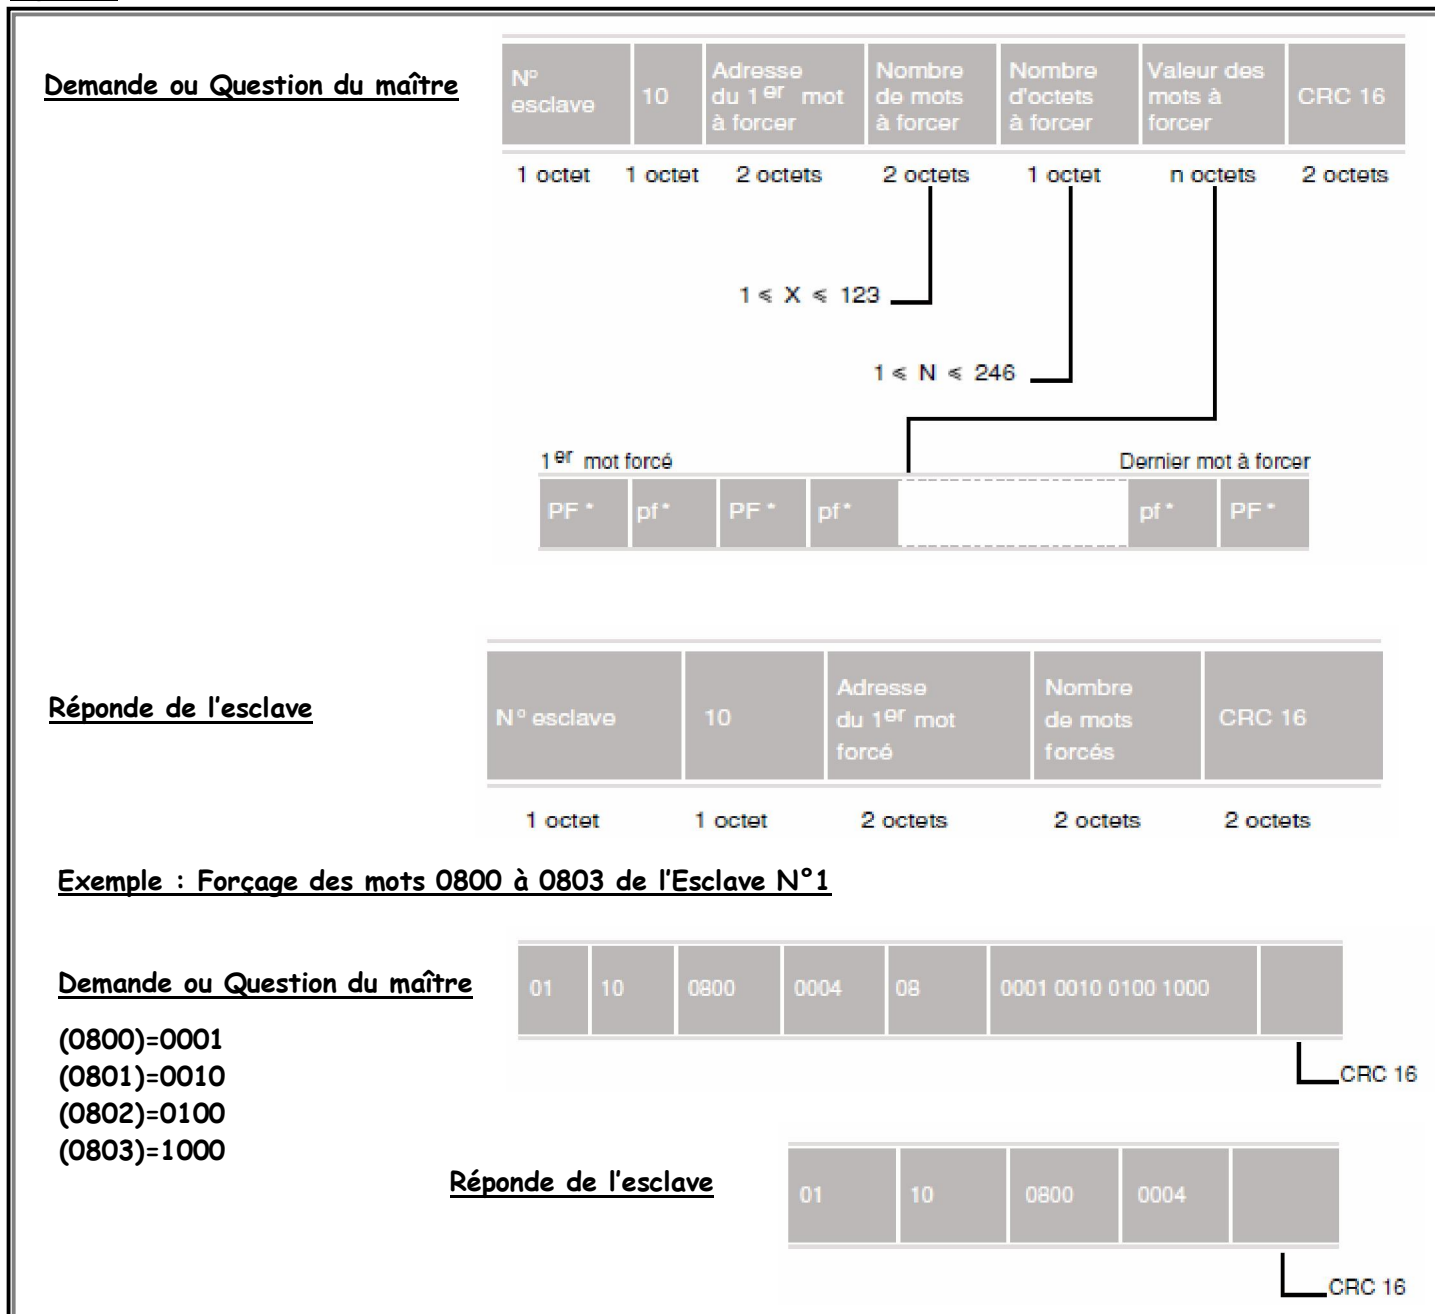 Demande ou Question du maître
N° esclave
10
Adresse du 1er mot à forcer
Nombre de mots à forcer
Nombre d'octets à forcer
Valeur des mots à forcer
CRC 16
1 octet 1 octet 2 octets 2 octets 1 octet n octets 2 octets
1 ⩽ X ⩽ 123
1 ⩽ N ⩽ 246
1er mot forcé Dernier mot à forcer
PF * pf * PF * pf * pf * PF *
Réponde de l'esclave
N° esclave
10
Adresse du 1er mot forcé
Nombre de mots forcés
CRC 16
1 octet 1 octet 2 octets 2 octets 2 octets
Exemple : Forçage des mots 0800 à 0803 de l'Esclave N°1
Demande ou Question du maître
01 10 0800 0004 08 0001 0010 0100 1000
CRC 16
(0800)=0001
(0801)=0010
(0802)=0100
(0803)=1000
Réponde de l'esclave
01 10 0800 0004
CRC 16